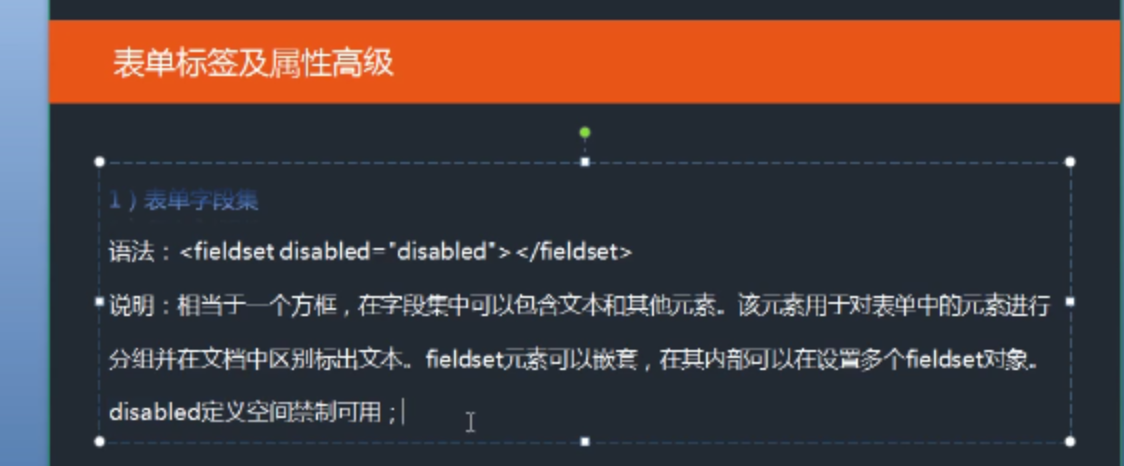 表单标签及属性高级
1）表单字段集
语法：<fieldset disabled="disabled"></fieldset>
说明：相当于一个方框，在字段集中可以包含文本和其他元素。该元素用于对表单中的元素进行
分组并在文档中区别标出文本。fieldset元素可以嵌套，在其内部可以在设置多个fieldset对象。
disabled定义空间禁制可用；